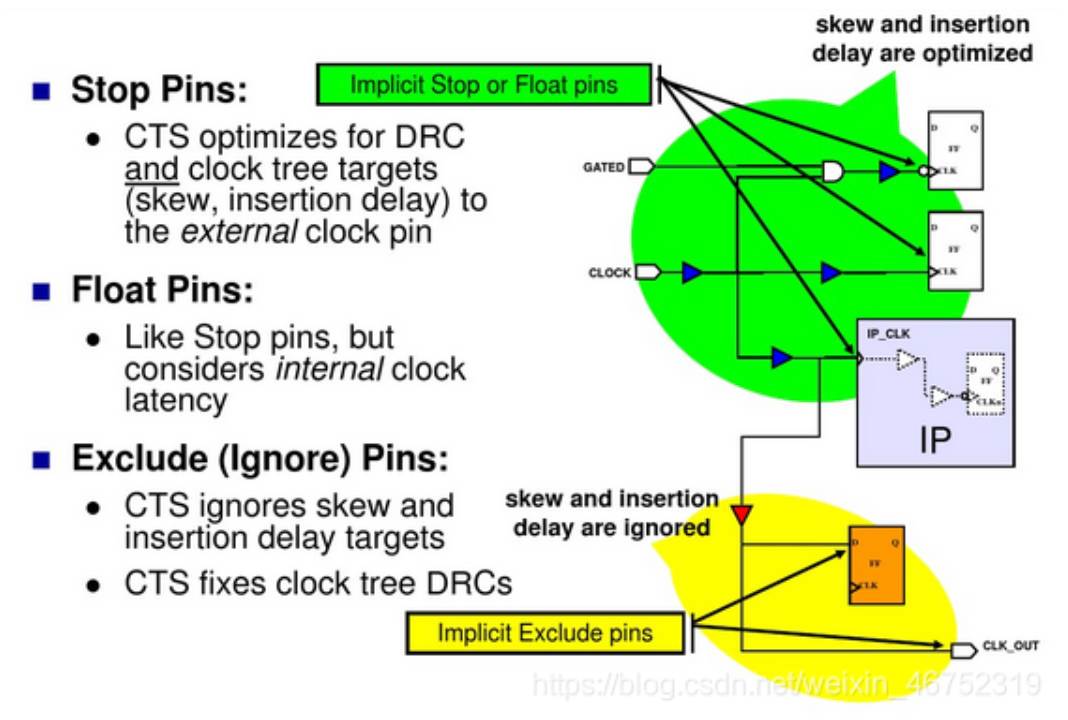 skew and insertion
delay are optimized
Stop Pins:
Implicit Stop or Float pins
CTS optimizes for DRC
and clock tree targets
(skew, insertion delay) to
the external clock pin
D Q
FF
CLK
GATED
D Q
FF
CLK
CLOCK
Float Pins:
Like Stop pins, but
considers internal clock
latency
IP_CLK
D Q
FF
CLKn
IP
Exclude (Ignore) Pins:
CTS ignores skew and
insertion delay targets
CTS fixes clock tree DRCs
skew and insertion
delay are ignored
D Q
FF
CLK
Implicit Exclude pins
CLK_OUT
https://blog.csdn.net/weixin_46752319